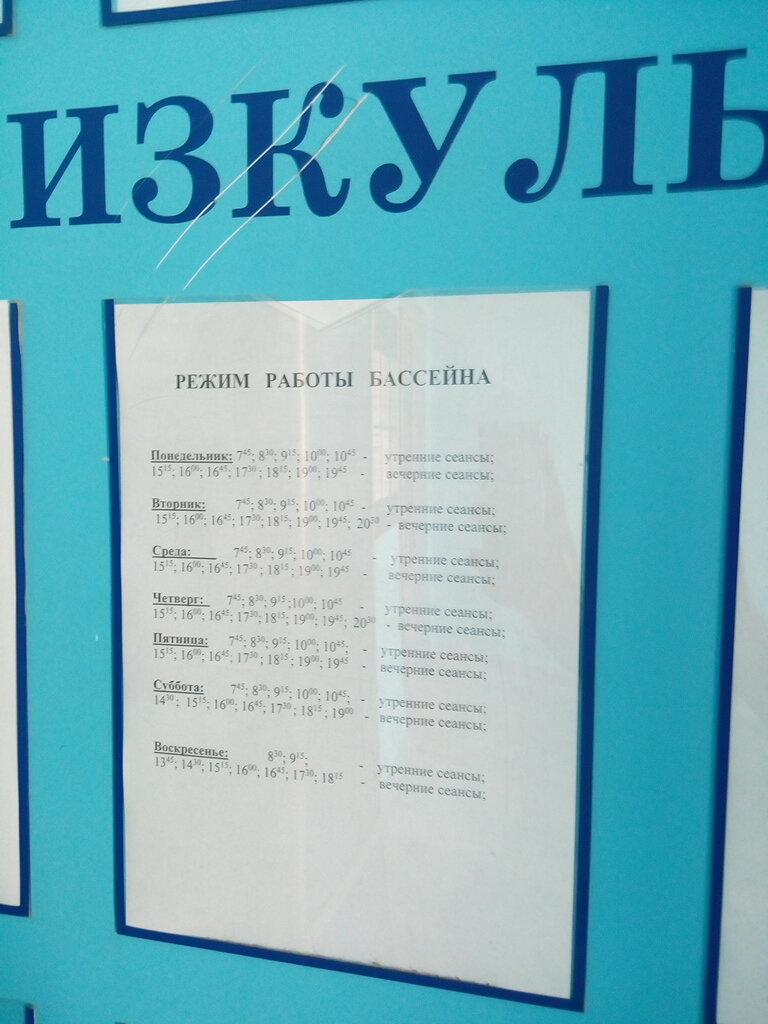 ИЗКУЛЬ
РЕЖИМ РАБОТЫ БАССЕЙНА
Понедельник: 7⁴⁵; 8³⁰; 9¹⁵; 10⁰⁰; 10⁴⁵ - утренние сеансы;
15¹⁵; 16⁰⁰; 16⁴⁵; 17³⁰; 18¹⁵; 19⁰⁰; 19⁴⁵ - вечерние сеансы;
Вторник: 7⁴⁵; 8³⁰; 9¹⁵; 10⁰⁰; 10⁴⁵ - утренние сеансы;
15¹⁵; 16⁰⁰; 16⁴⁵; 17³⁰; 18¹⁵; 19⁰⁰; 19⁴⁵; 20³⁰ - вечерние сеансы;
Среда: 7⁴⁵; 8³⁰; 9¹⁵; 10⁰⁰; 10⁴⁵ - утренние сеансы;
15¹⁵; 16⁰⁰; 16⁴⁵; 17³⁰; 18¹⁵; 19⁰⁰; 19⁴⁵ - вечерние сеансы;
Четверг: 7⁴⁵; 8³⁰; 9¹⁵; 10⁰⁰; 10⁴⁵ - утренние сеансы;
15¹⁵; 16⁰⁰; 16⁴⁵; 17³⁰; 18¹⁵; 19⁰⁰; 19⁴⁵; 20³⁰ - вечерние сеансы;
Пятница: 7⁴⁵; 8³⁰; 9¹⁵; 10⁰⁰; 10⁴⁵; - утренние сеансы;
15¹⁵; 16⁰⁰; 16⁴⁵; 17³⁰; 18¹⁵; 19⁰⁰; 19⁴⁵ - вечерние сеансы;
Суббота: 7⁴⁵; 8³⁰; 9¹⁵; 10⁰⁰; 10⁴⁵; - утренние сеансы;
14³⁰; 15¹⁵; 16⁰⁰; 16⁴⁵; 17³⁰; 18¹⁵; 19⁰⁰ - вечерние сеансы;
Воскресенье: 8³⁰; 9¹⁵; - утренние сеансы;
13⁴⁵; 14³⁰; 15¹⁵; 16⁰⁰; 16⁴⁵; 17³⁰; 18¹⁵ - вечерние сеансы;